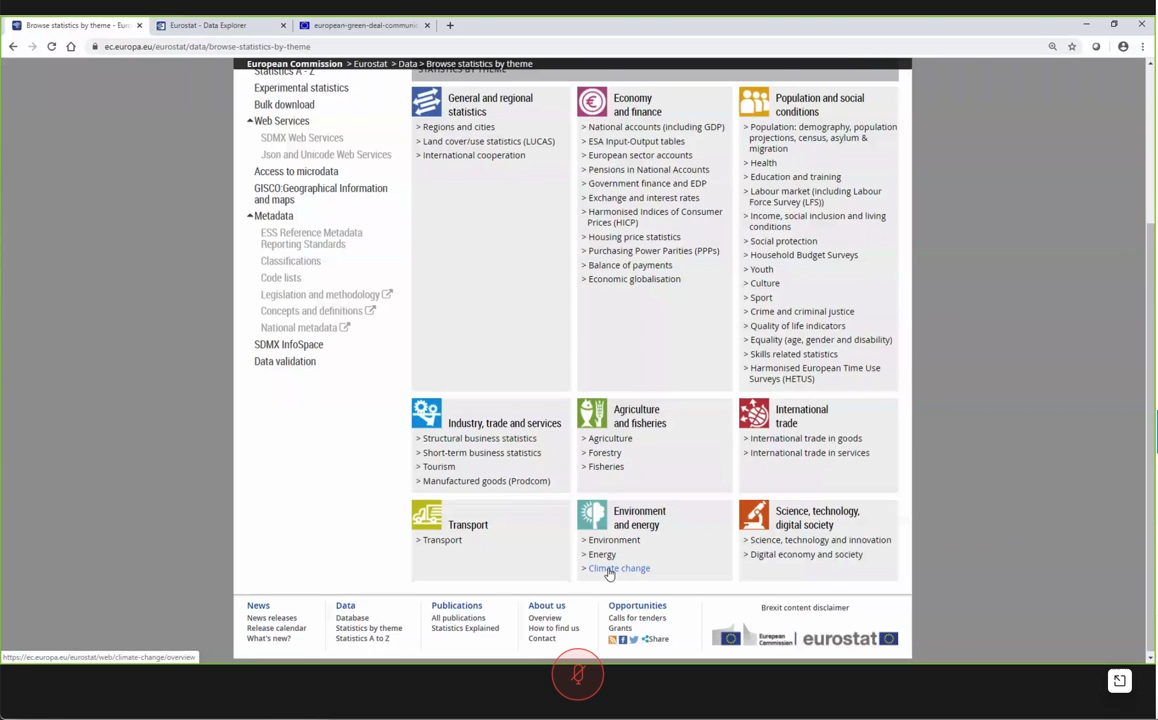 Browse statistics by theme - Euro
Eurostat - Data Explorer
european-green-deal-communic
ec.europa.eu/eurostat/data/browse-statistics-by-theme
European Commission > Eurostat > Data > Browse statistics by theme
Statistics A - Z
Experimental statistics
Bulk download
Web Services
SDMX Web Services
Json and Unicode Web Services
Access to microdata
GISCO:Geographical Information
and maps
Metadata
ESS Reference Metadata
Reporting Standards
Classifications
Code lists
Legislation and methodology
Concepts and definitions
National metadata
SDMX InfoSpace
Data validation
STATISTICS BY THEME
General and regional
statistics
> Regions and cities
> Land cover/use statistics (LUCAS)
> International cooperation
Economy
and finance
> National accounts (including GDP)
> ESA Input-Output tables
> European sector accounts
> Pensions in National Accounts
> Government finance and EDP
> Exchange and interest rates
> Harmonised Indices of Consumer
Prices (HICP)
> Housing price statistics
> Purchasing Power Parities (PPPs)
> Balance of payments
> Economic globalisation
Population and social
conditions
> Population: demography, population
projections, census, asylum &
migration
> Health
> Education and training
> Labour market (including Labour
Force Survey (LFS))
> Income, social inclusion and living
conditions
> Social protection
> Household Budget Surveys
> Youth
> Culture
> Sport
> Crime and criminal justice
> Quality of life indicators
> Equality (age, gender and disability)
> Skills related statistics
> Harmonised European Time Use
Surveys (HETUS)
Industry, trade and services
> Structural business statistics
> Short-term business statistics
> Tourism
> Manufactured goods (Prodcom)
Agriculture
and fisheries
> Agriculture
> Forestry
> Fisheries
International
trade
> International trade in goods
> International trade in services
Transport
> Transport
Environment
and energy
> Environment
> Energy
> Climate change
Science, technology,
digital society
> Science, technology and innovation
> Digital economy and society
News
News releases
Release calendar
What's new?
Data
Database
Statistics by theme
Statistics A to Z
Publications
All publications
Statistics Explained
About us
Overview
How to find us
Contact
Opportunities
Calls for tenders
Grants
Share
Brexit content disclaimer
European
Commission
eurostat
https://ec.europa.eu/eurostat/web/climate-change/overview